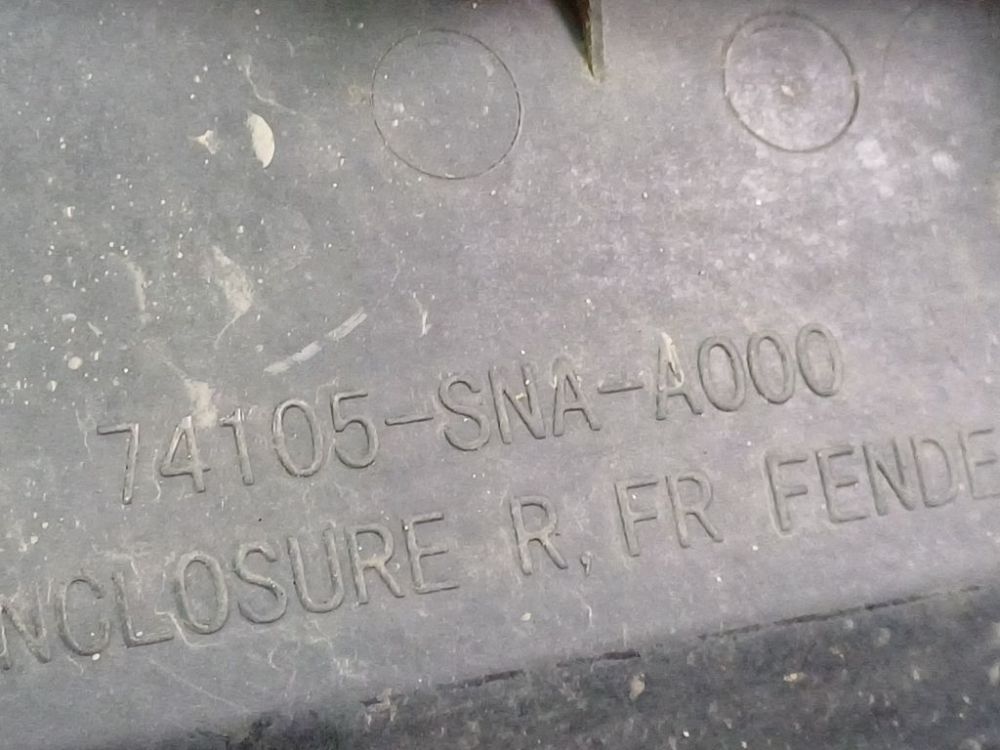 74105-SNA-A000
NCLOSURE R, FR FENDE